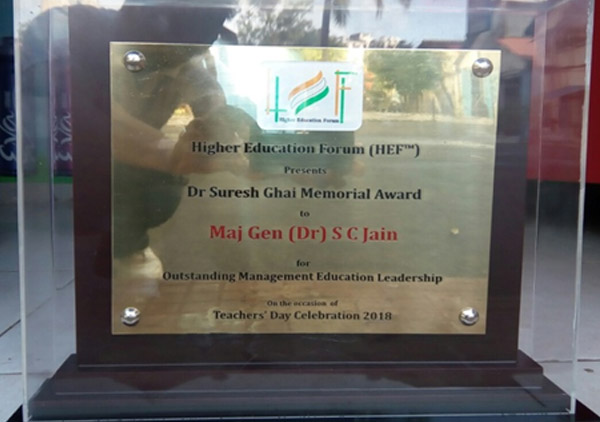 HEF
Higher Education Forum
Higher Education Forum (HEF™)
Presents
Dr Suresh Ghai Memorial Award
to
Maj Gen (Dr) S C Jain
for
Outstanding Management Education Leadership
On the occasion of
Teachers' Day Celebration 2018